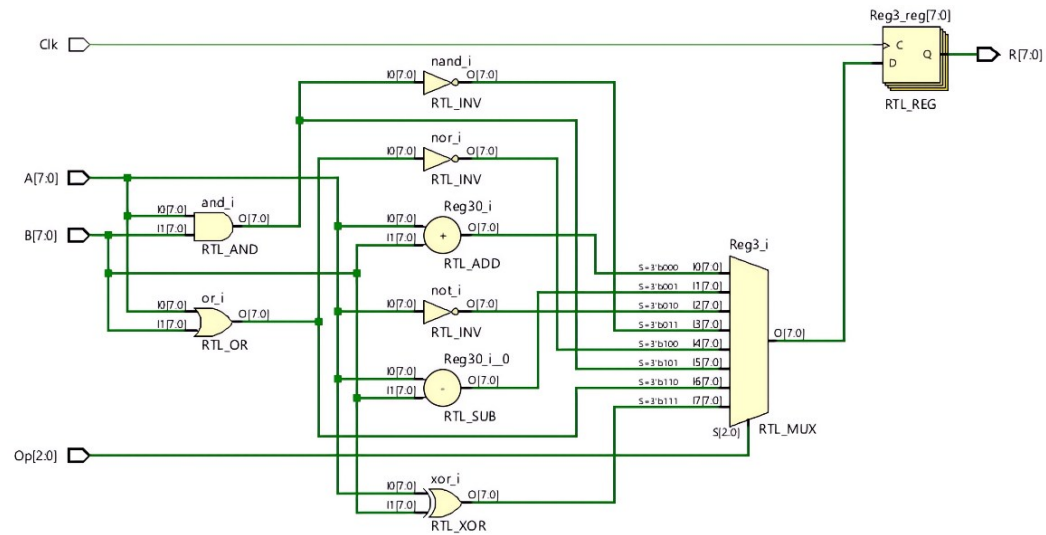 Reg3_reg[7:0]
Clk
C
Q
R[7:0]
D
RTL_REG
nand_i
I0[7:0]
O[7:0]
RTL_INV
nor_i
I0[7:0]
O[7:0]
RTL_INV
A[7:0]
and_i
I0[7:0]
O[7:0]
I1[7:0]
RTL_AND
B[7:0]
Reg30_i
I0[7:0]
O[7:0]
I1[7:0]
+
RTL_ADD
Reg3_i
S=3'b000 I0[7:0]
S=3'b001 I1[7:0]
S=3'b010 I2[7:0]
S=3'b011 I3[7:0]
S=3'b100 I4[7:0]
S=3'b101 I5[7:0]
S=3'b110 I6[7:0]
S=3'b111 I7[7:0]
O[7:0]
S[2:0]
RTL_MUX
or_i
I0[7:0]
O[7:0]
I1[7:0]
RTL_OR
not_i
I0[7:0]
O[7:0]
RTL_INV
Reg30_i__0
I0[7:0]
O[7:0]
I1[7:0]
-
RTL_SUB
Op[2:0]
xor_i
I0[7:0]
O[7:0]
I1[7:0]
RTL_XOR